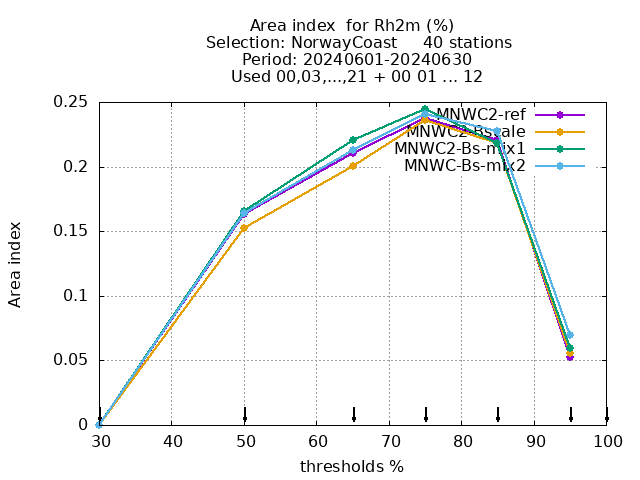 Area index  for Rh2m (%)
Selection: NorwayCoast     40 stations
Period: 20240601-20240630
Used 00,03,...,21 + 00 01 ... 12
MNWC2-ref
MNWC2-Bscale
MNWC2-Bs-mix1
MNWC-Bs-mix2
Area index
0.25
0.2
0.15
0.1
0.05
0
30 40 50 60 70 80 90 100
thresholds %